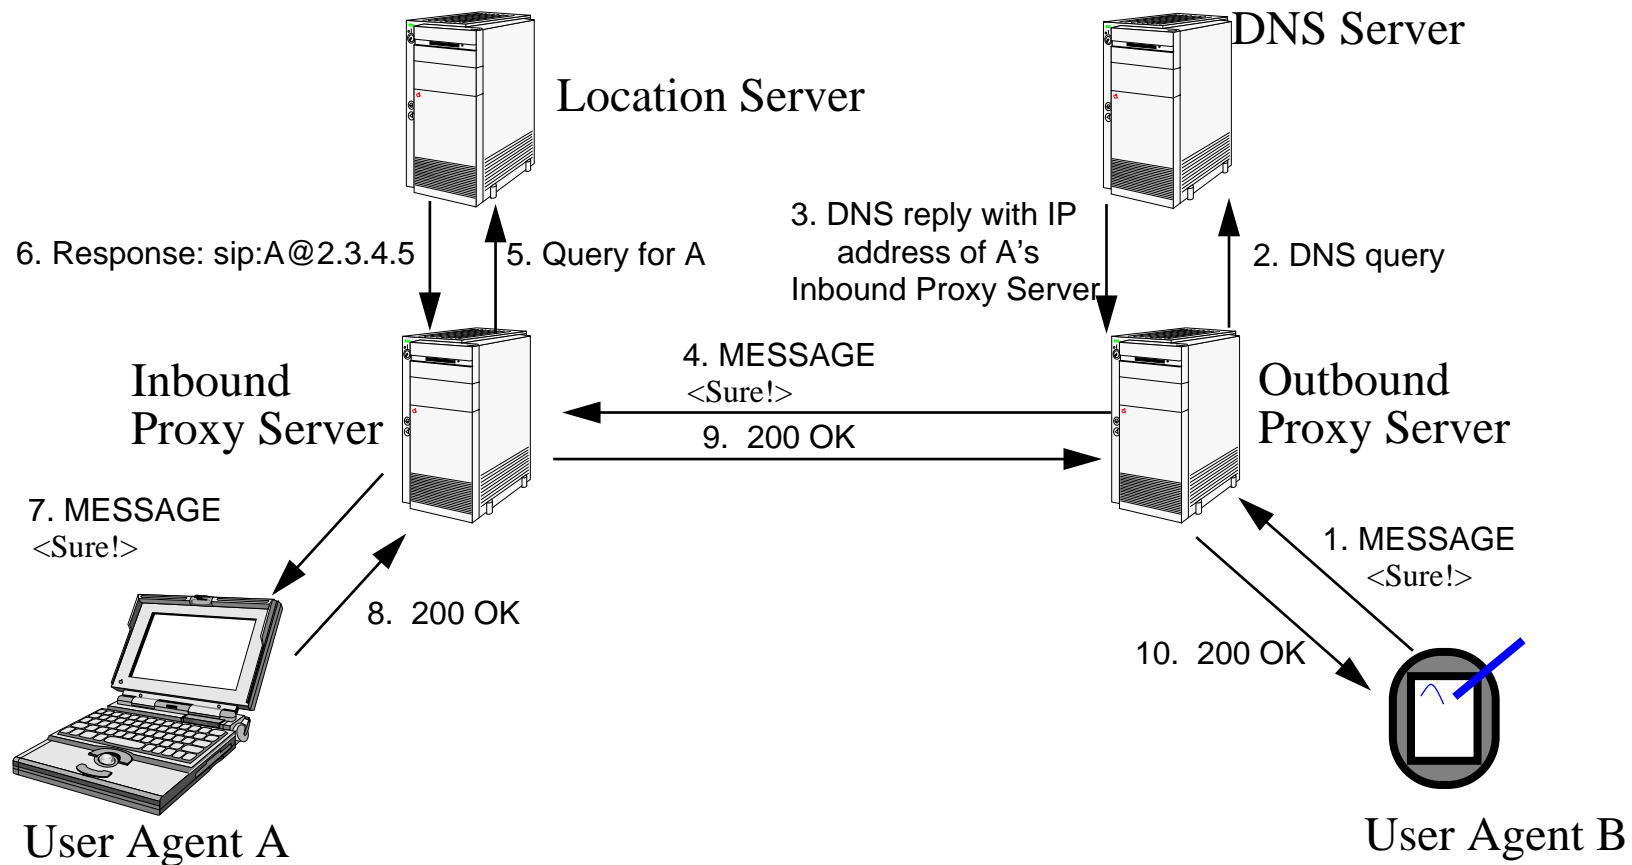 DNS Server
Location Server
3. DNS reply with IP
address of A's
Inbound Proxy Server
6. Response: sip:A@2.3.4.5
5. Query for A
2. DNS query
4. MESSAGE
<Sure!>
Inbound
Proxy Server
Outbound
Proxy Server
9. 200 OK
7. MESSAGE
<Sure!>
1. MESSAGE
<Sure!>
8. 200 OK
10. 200 OK
User Agent A
User Agent B